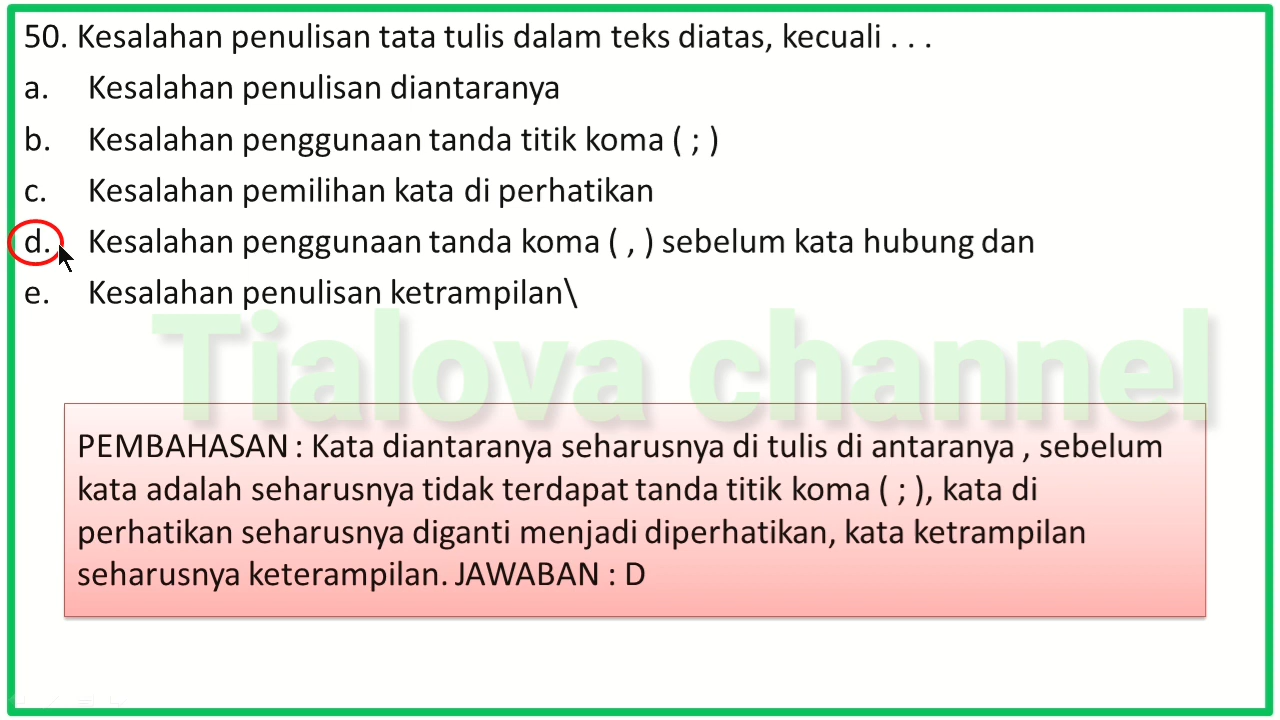 50. Kesalahan penulisan tata tulis dalam teks diatas, kecuali . . .
a. Kesalahan penulisan diantaranya
b. Kesalahan penggunaan tanda titik koma ( ; )
c. Kesalahan pemilihan kata di perhatikan
d. Kesalahan penggunaan tanda koma ( , ) sebelum kata hubung dan
e. Kesalahan penulisan ketrampilan\
Tialova channel
PEMBAHASAN : Kata diantaranya seharusnya di tulis di antaranya , sebelum
kata adalah seharusnya tidak terdapat tanda titik koma ( ; ), kata di
perhatikan seharusnya diganti menjadi diperhatikan, kata ketrampilan
seharusnya keterampilan. JAWABAN : D